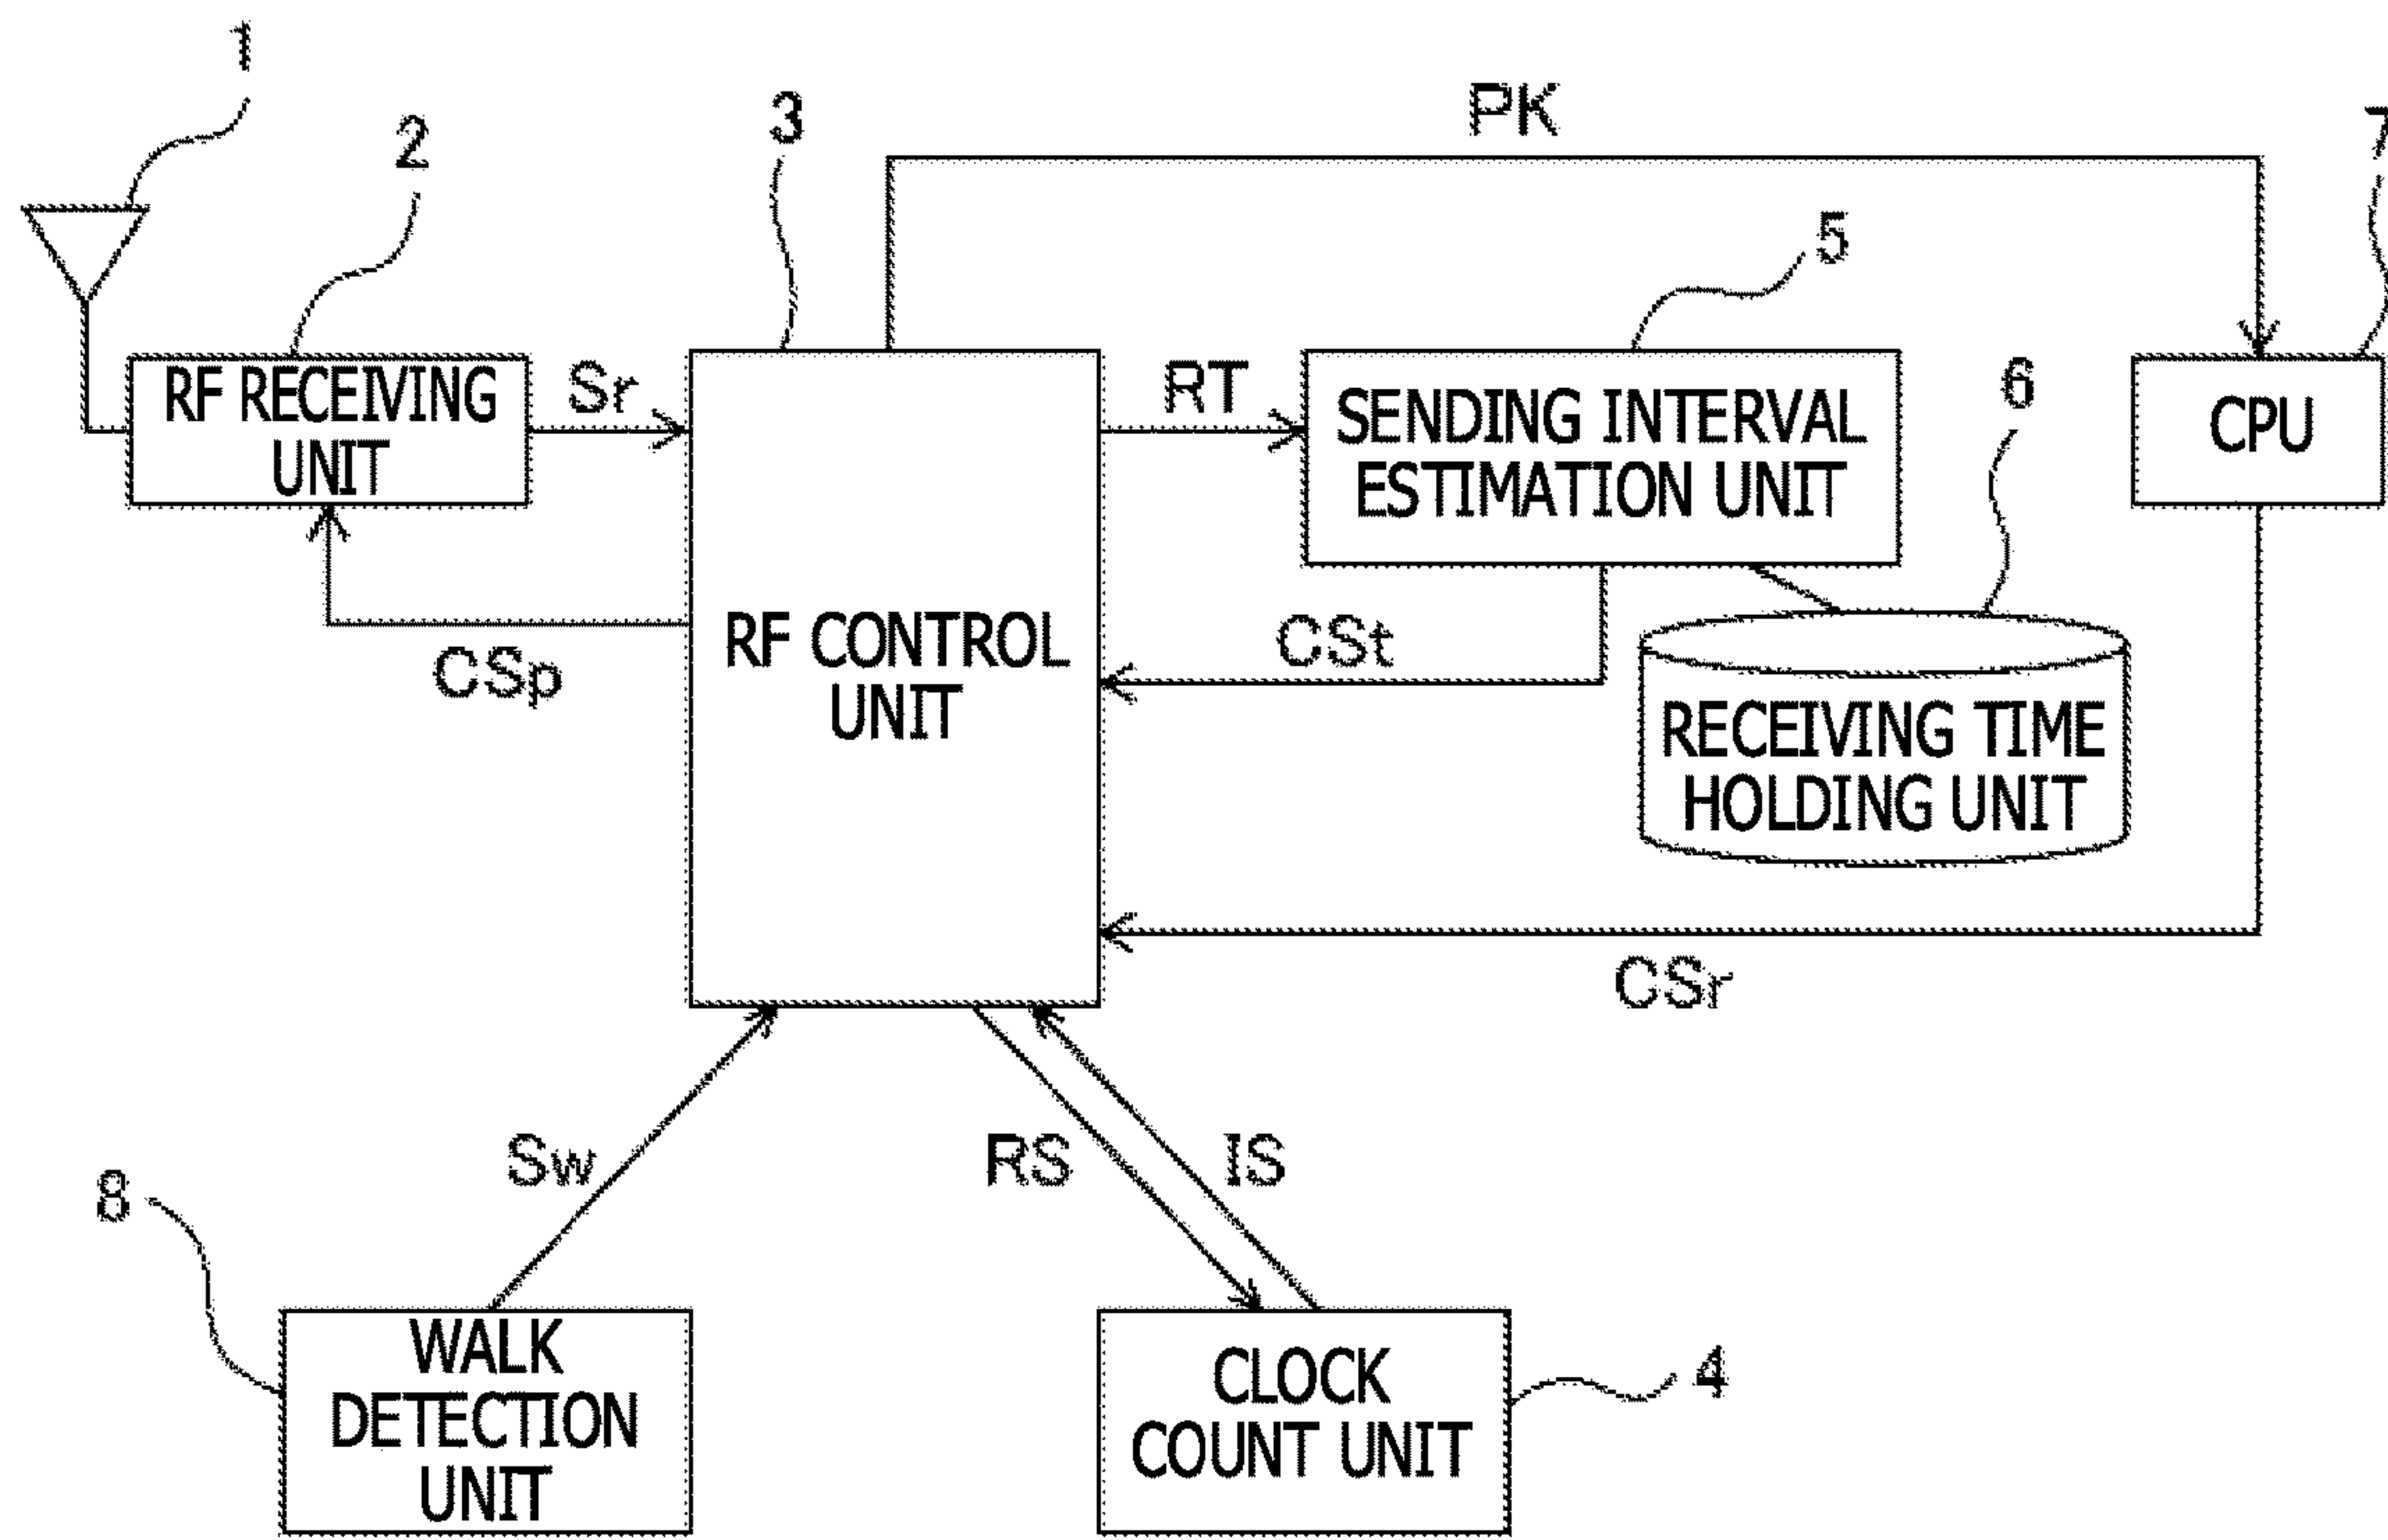 1
2
3
PK
7
5
RF RECEIVING
UNIT
Sr
RT
SENDING INTERVAL
ESTIMATION UNIT
6
CPU
CSp
RF CONTROL
UNIT
CSt
RECEIVING TIME
HOLDING UNIT
CSr
Sw
RS
IS
8
WALK
DETECTION
UNIT
CLOCK
COUNT UNIT
4